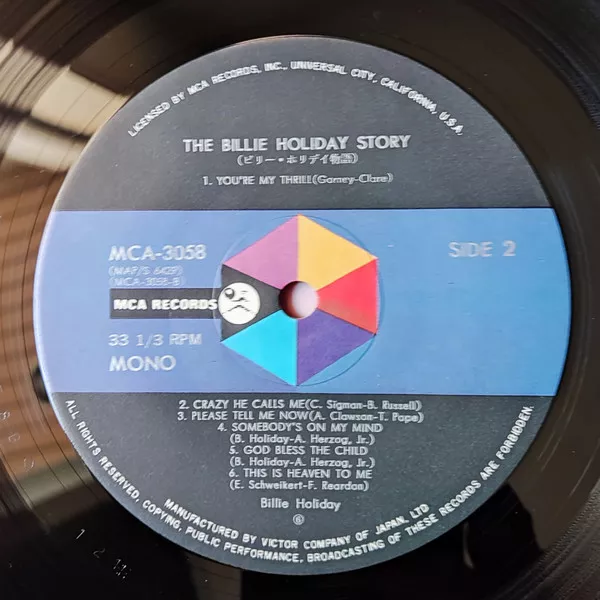 LICENSED BY MCA RECORDS, INC., UNIVERSAL CITY, CALIFORNIA, U.S.A.
THE BILLIE HOLIDAY STORY
(ビリー・ホリデイ物語)
1. YOU'RE MY THRILL(Gorney-Clare)
MCA-3058
(MAP/S 6429)
(MCA-3058-B)
SIDE 2
MCA RECORDS
33 1/3 RPM
MONO
2. CRAZY HE CALLS ME(C. Sigman-B. Russell)
3. PLEASE TELL ME NOW(A. Clawson-T. Pope)
4. SOMEBODY'S ON MY MIND
(B. Holiday-A. Herzog, Jr.)
5. GOD BLESS THE CHILD
(B. Holiday-A. Herzog, Jr.)
6. THIS IS HEAVEN TO ME
(E. Schweikert-F. Reardon)
Billie Holiday
6
MANUFACTURED BY VICTOR COMPANY OF JAPAN, LTD
ALL RIGHTS RESERVED, COPYING, PUBLIC PERFORMANCE, BROADCASTING OF THESE RECORDS ARE FORBIDDEN.